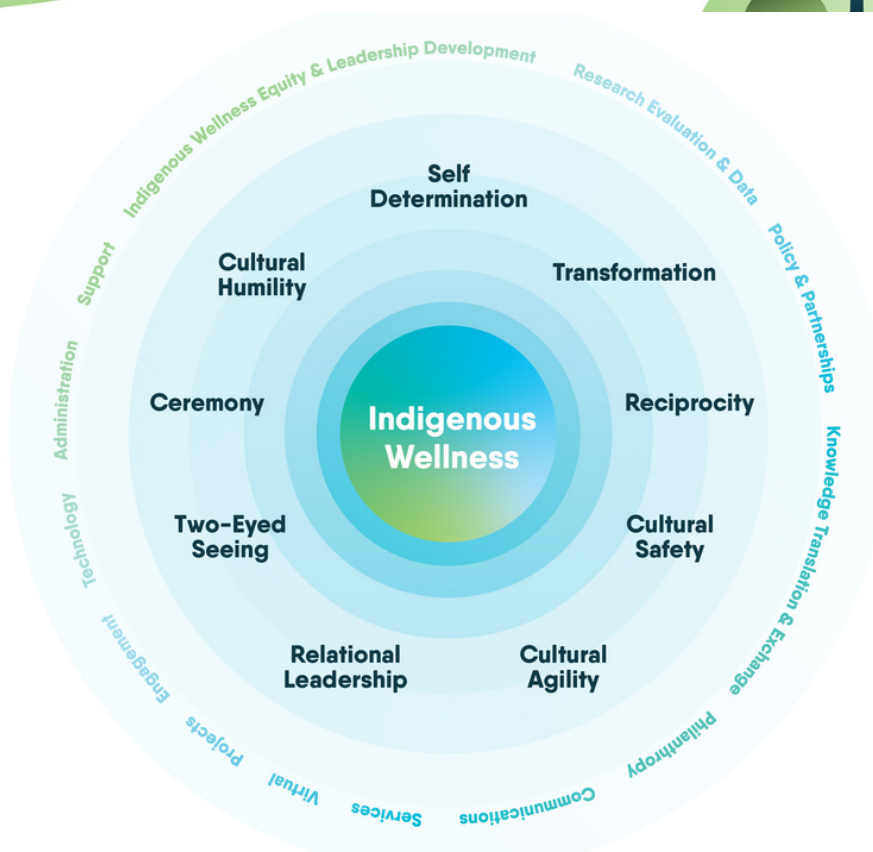 Indigenous Wellness Equity & Leadership Development
Research Evaluation & Data
Policy & Partnerships
Knowledge Translation & Exchange
Philanthropy
Communications
Services
Virtual
Projects
Engagement
Technology
Administration
Support
Self
Determination
Transformation
Reciprocity
Cultural
Safety
Cultural
Agility
Relational
Leadership
Two-Eyed
Seeing
Ceremony
Cultural
Humility
Indigenous
Wellness